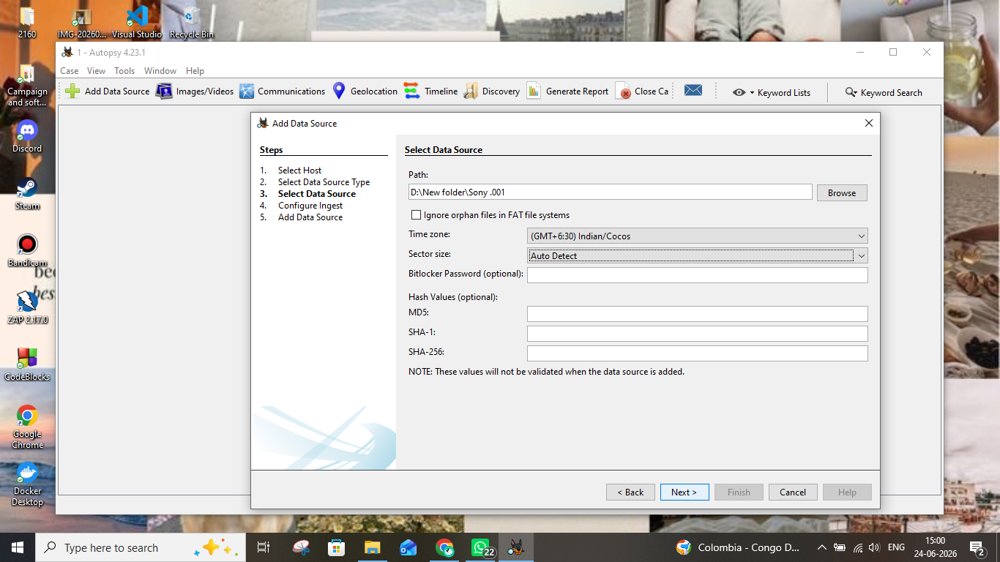 2160
IMG-20260...
Visual Studio
Recycle Bin
Campaign
and soft...
Discord
Steam
Bandicam
ZAP 2.17.0
CodeBlocks
Google
Chrome
Docker
Desktop
1 - Autopsy 4.23.1
Case View Tools Window Help
Add Data Source Images/Videos Communications Geolocation Timeline Discovery Generate Report Close Ca Keyword Lists Keyword Search
Add Data Source
Steps
1. Select Host
2. Select Data Source Type
3. Select Data Source
4. Configure Ingest
5. Add Data Source
Select Data Source
Path:
D:\New folder\Sony .001
Browse
Ignore orphan files in FAT file systems
Time zone: (GMT+6:30) Indian/Cocos
Sector size: Auto Detect
Bitlocker Password (optional):
Hash Values (optional):
MD5:
SHA-1:
SHA-256:
NOTE: These values will not be validated when the data source is added.
< Back Next > Finish Cancel Help
Type here to search
22
Colombia - Congo D...
ENG
15:00
24-06-2026
2